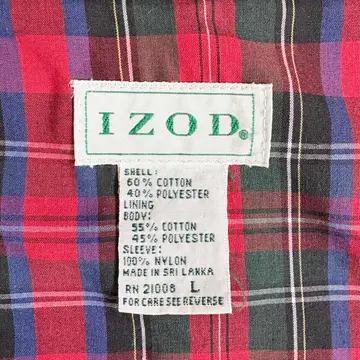 IZOD®
SHELL:
60% COTTON
40% POLYESTER
LINING
BODY:
55% COTTON
45% POLYESTER
SLEEVE:
100% NYLON
MADE IN SRI LANKA
RN 21008 L
FOR CARE SEE REVERSE